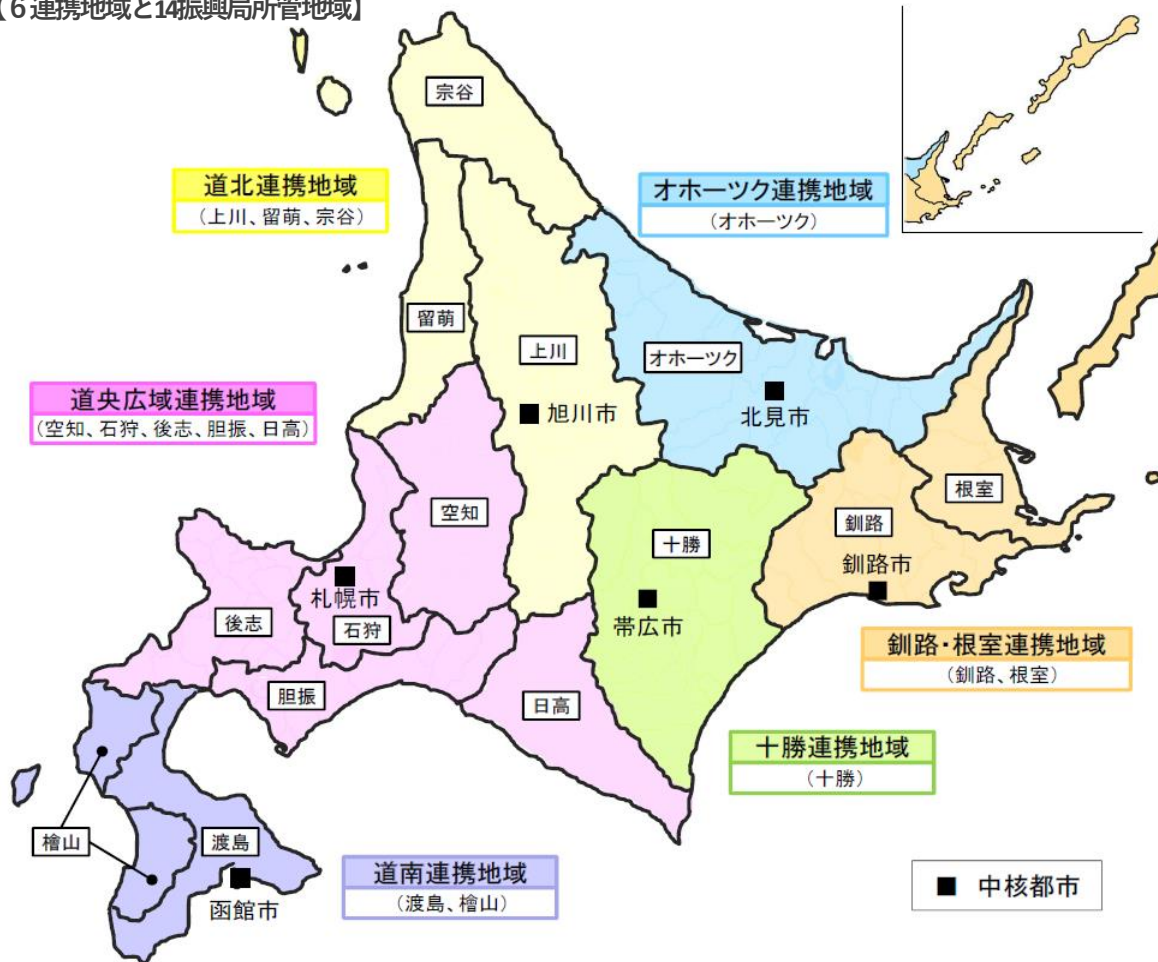 【６連携地域と14振興局所管地域】
宗谷
道北連携地域
（上川、留萌、宗谷）
オホーツク連携地域
（オホーツク）
留萌
上川
オホーツク
旭川市
北見市
道央広域連携地域
（空知、石狩、後志、胆振、日高）
空知
根室
十勝
釧路
釧路市
札幌市
帯広市
後志
石狩
釧路・根室連携地域
（釧路、根室）
胆振
日高
十勝連携地域
（十勝）
檜山
渡島
函館市
道南連携地域
（渡島、檜山）
■ 中核都市